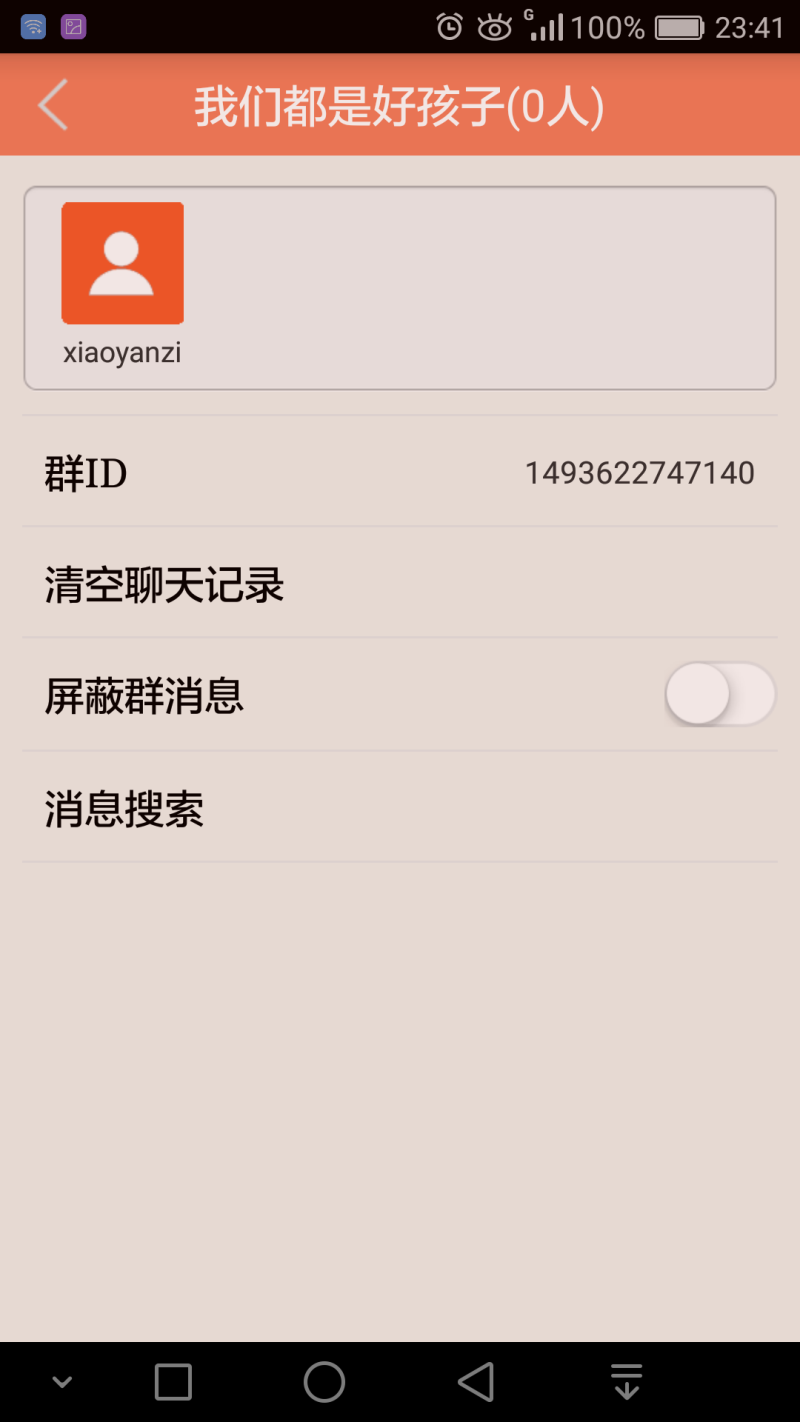 G 100% 23:41
我们都是好孩子(0人)
xiaoyanzi
群ID 1493622747140
清空聊天记录
屏蔽群消息
消息搜索